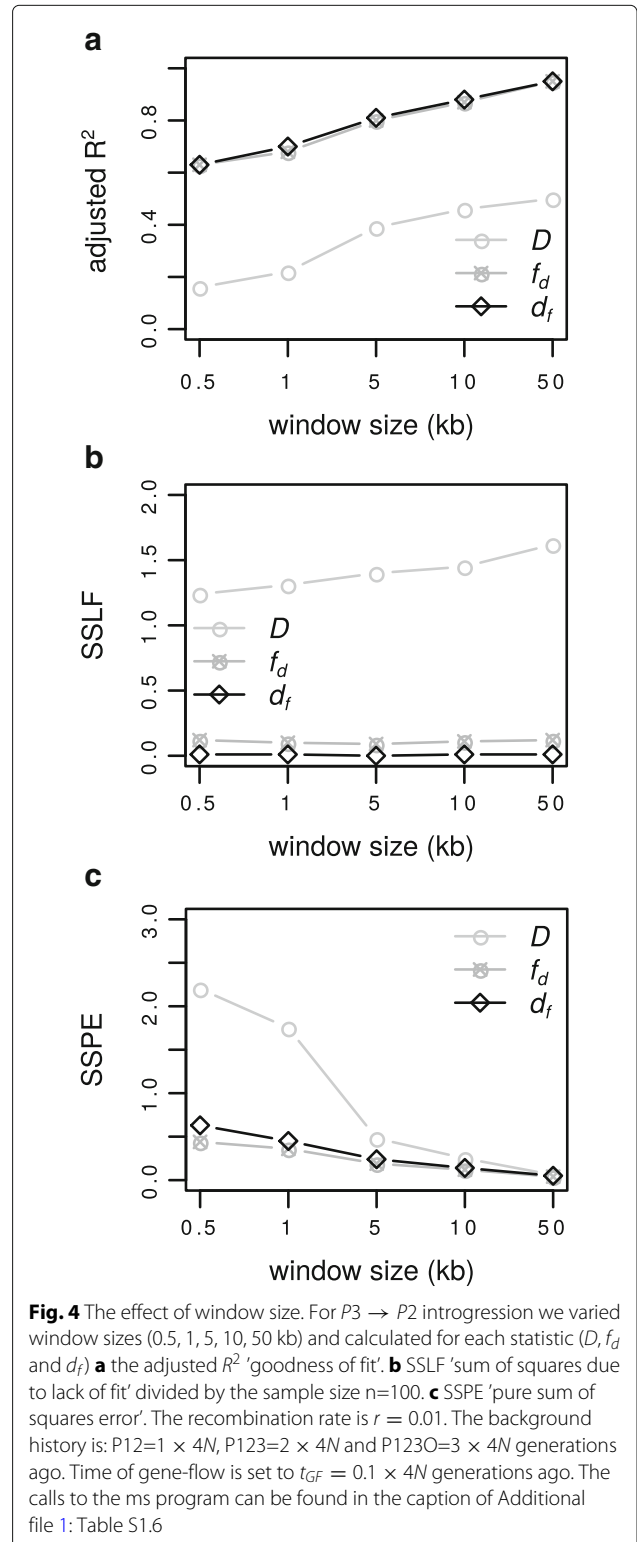 a
adjusted R²
0.0 0.4 0.8
D
f_d
d_f
0.5 1 5 10 50
window size (kb)
b
SSLF
0.0 0.5 1.0 1.5 2.0
D
f_d
d_f
0.5 1 5 10 50
window size (kb)
c
SSPE
0.0 1.0 2.0 3.0
D
f_d
d_f
0.5 1 5 10 50
window size (kb)
Fig. 4 The effect of window size. For P3 → P2 introgression we varied
window sizes (0.5, 1, 5, 10, 50 kb) and calculated for each statistic (D, f_d
and d_f) a the adjusted R² 'goodness of fit'. b SSLF 'sum of squares due
to lack of fit' divided by the sample size n=100. c SSPE 'pure sum of
squares error'. The recombination rate is r = 0.01. The background
history is: P12=1 × 4N, P123=2 × 4N and P123O=3 × 4N generations
ago. Time of gene-flow is set to t_GF = 0.1 × 4N generations ago. The
calls to the ms program can be found in the caption of Additional
file 1: Table S1.6